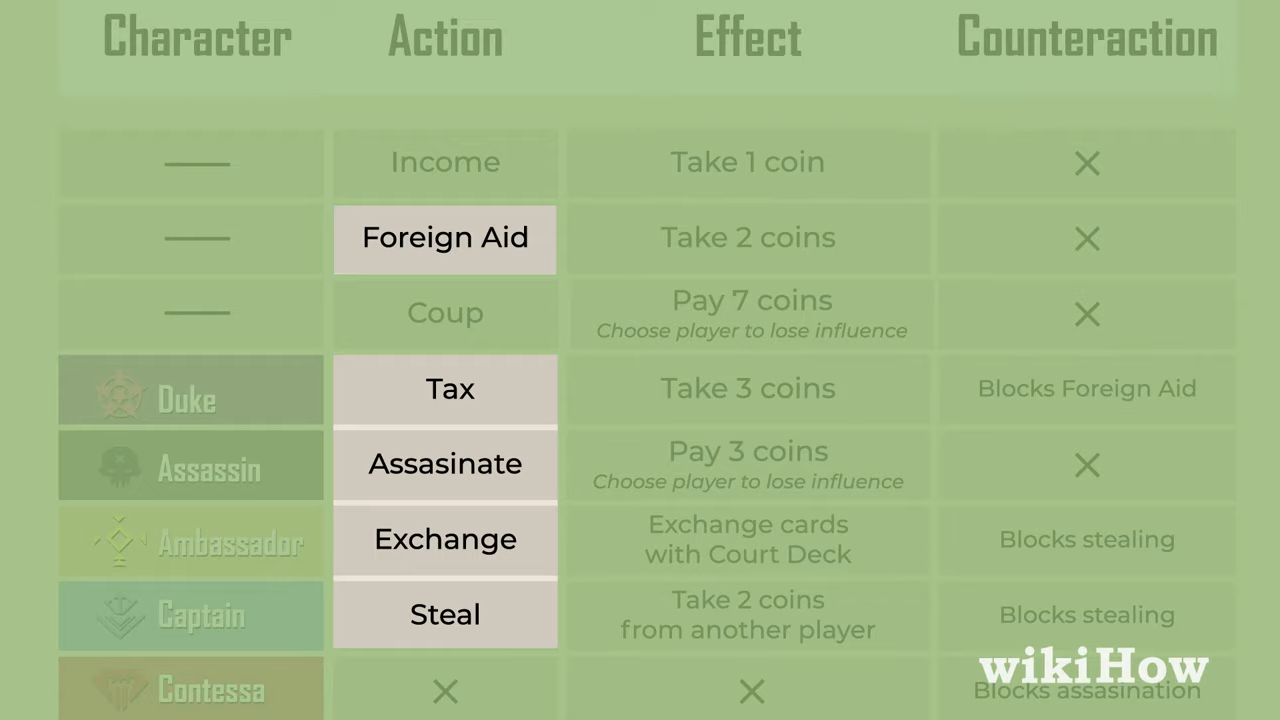 Character Action Effect Counteraction
Income Take 1 coin
Foreign Aid Take 2 coins
Coup Pay 7 coins
Choose player to lose influence
Duke Tax Take 3 coins Blocks Foreign Aid
Assassin Assasinate Pay 3 coins
Choose player to lose influence
Ambassador Exchange Exchange cards
with Court Deck Blocks stealing
Captain Steal Take 2 coins
from another player Blocks stealing
Contessa Blocks assasination
wikiHow